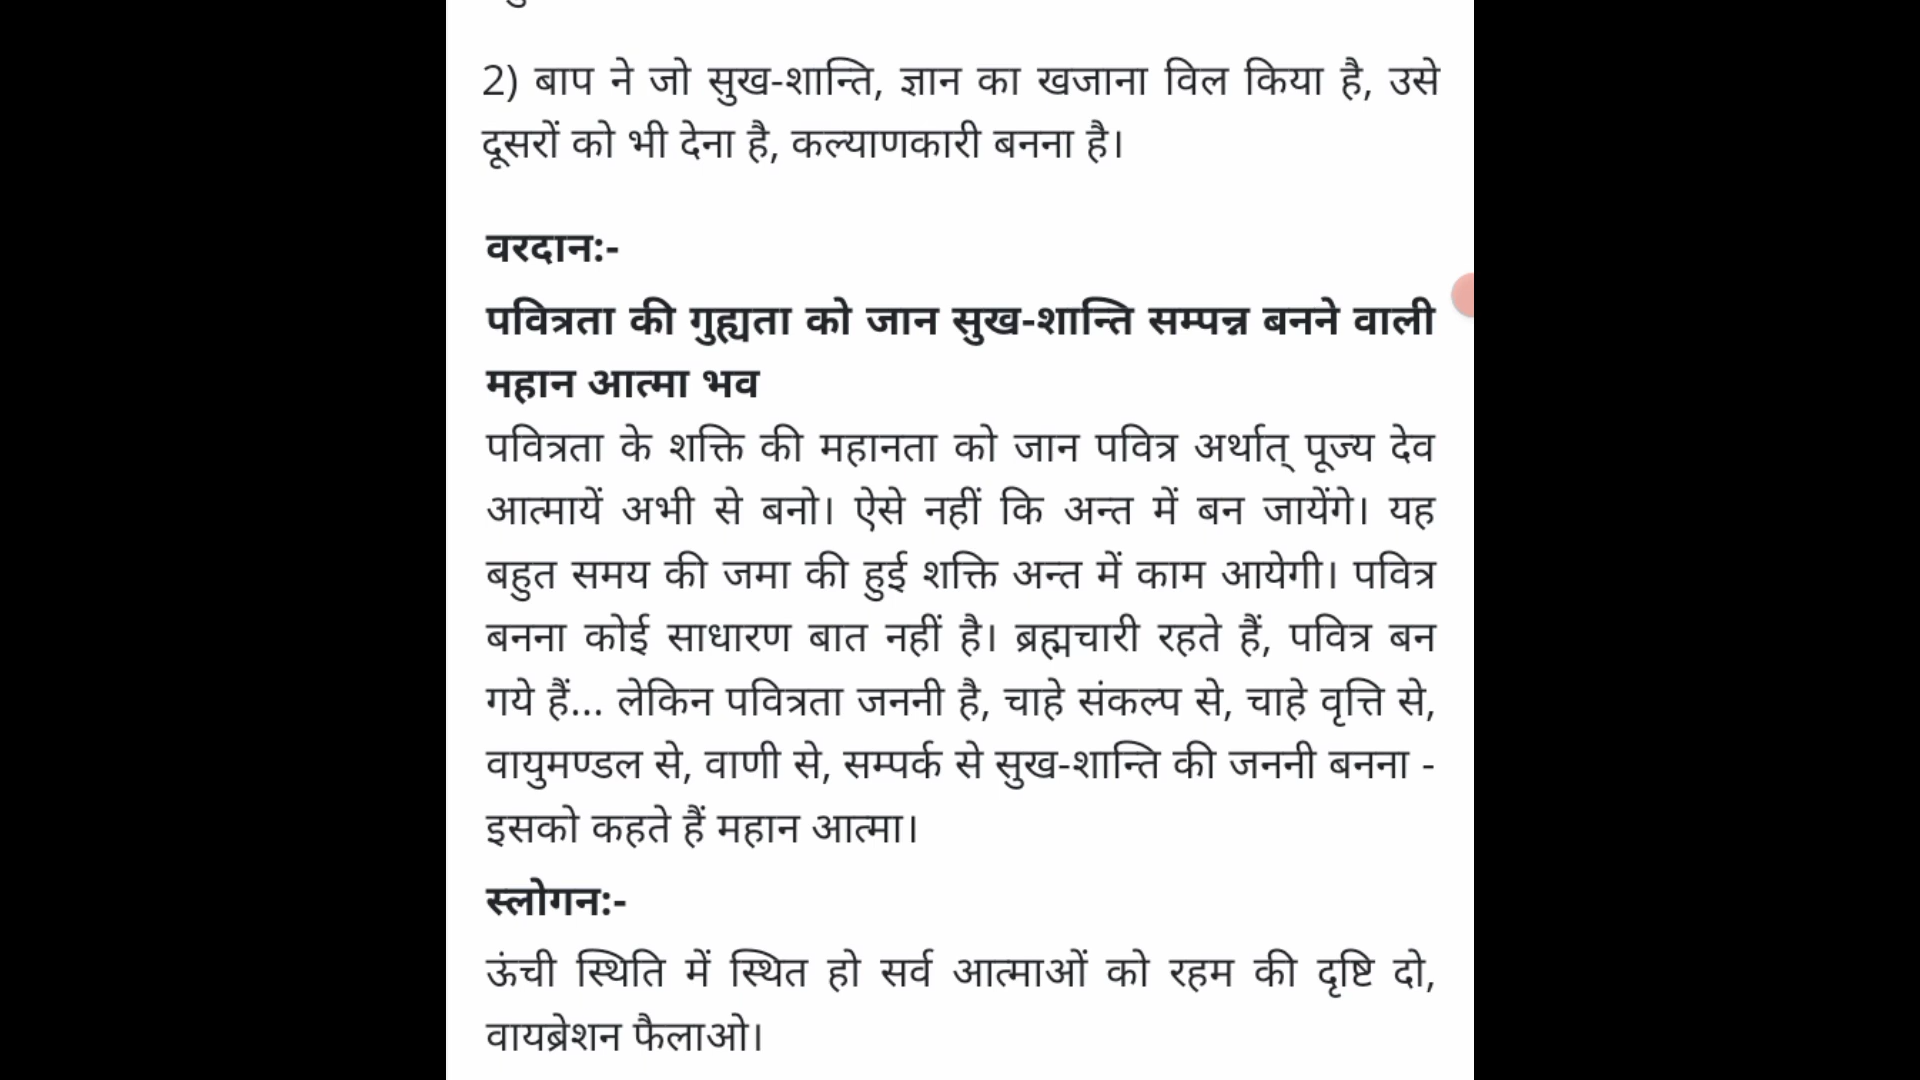 2) बाप ने जो सुख-शान्ति, ज्ञान का खजाना विल किया है, उसे
दूसरों को भी देना है, कल्याणकारी बनना है।
वरदान:-
पवित्रता की गुह्यता को जान सुख-शान्ति सम्पन्न बनने वाली
महान आत्मा भव
पवित्रता के शक्ति की महानता को जान पवित्र अर्थात् पूज्य देव
आत्मायें अभी से बनो। ऐसे नहीं कि अन्त में बन जायेंगे। यह
बहुत समय की जमा की हुई शक्ति अन्त में काम आयेगी। पवित्र
बनना कोई साधारण बात नहीं है। ब्रह्मचारी रहते हैं, पवित्र बन
गये हैं... लेकिन पवित्रता जननी है, चाहे संकल्प से, चाहे वृत्ति से,
वायुमण्डल से, वाणी से, सम्पर्क से सुख-शान्ति की जननी बनना -
इसको कहते हैं महान आत्मा।
स्लोगन:-
ऊंची स्थिति में स्थित हो सर्व आत्माओं को रहम की दृष्टि दो,
वायब्रेशन फैलाओ।